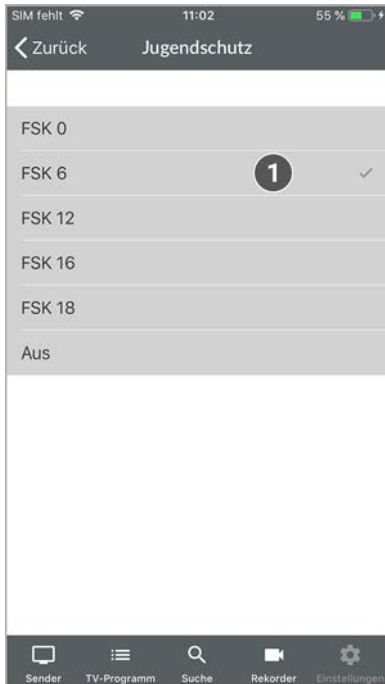 SIM fehlt 11:02 55 %
Zurück Jugendschutz
FSK 0
FSK 6 1
FSK 12
FSK 16
FSK 18
Aus
Sender TV-Programm Suche Rekorder Einstellungen